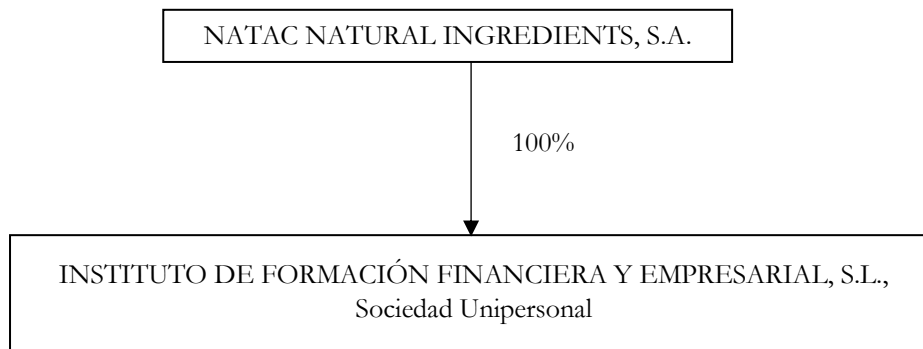 NATAC NATURAL INGREDIENTS, S.A.
100%
INSTITUTO DE FORMACIÓN FINANCIERA Y EMPRESARIAL, S.L.,
Sociedad Unipersonal